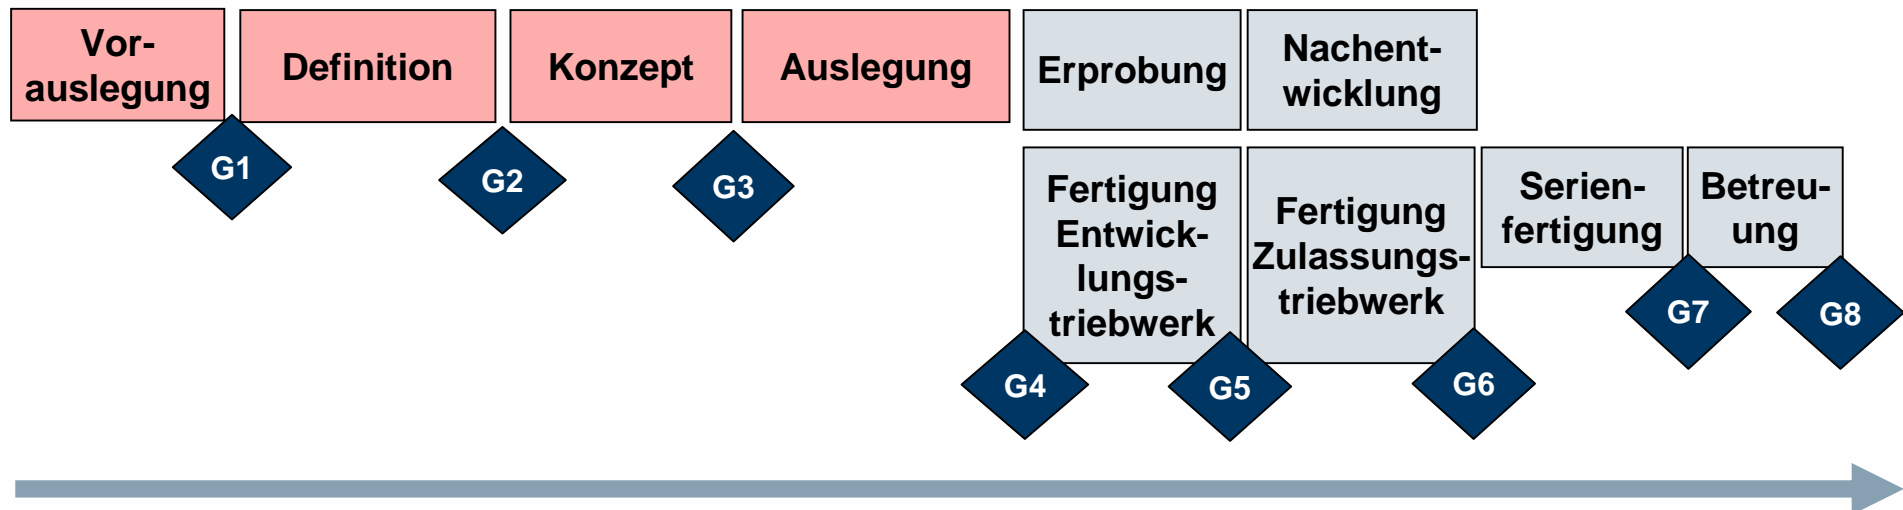 Vor-
auslegung
Definition
Konzept
Auslegung
Erprobung
Nachent-
wicklung
G1
G2
G3
Fertigung
Entwick-
lungs-
triebwerk
Fertigung
Zulassungs-
triebwerk
Serien-
fertigung
Betreu-
ung
G4
G5
G6
G7
G8